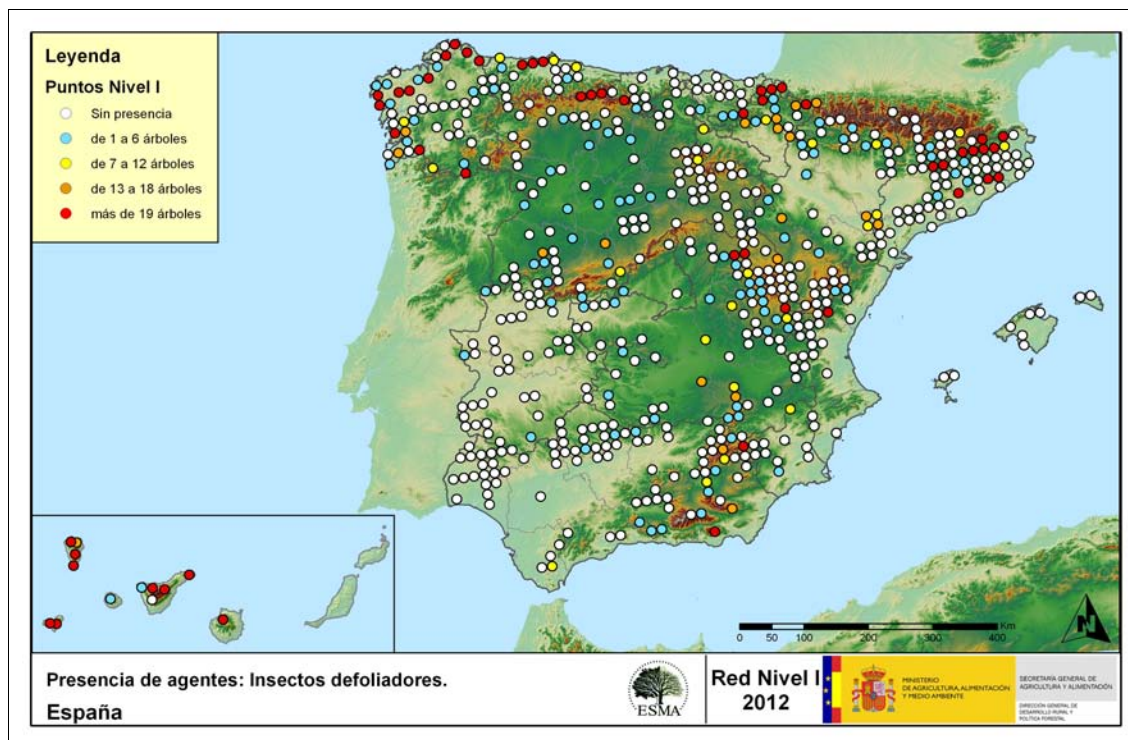 Leyenda
Puntos Nivel I
Sin presencia
de 1 a 6 árboles
de 7 a 12 árboles
de 13 a 18 árboles
más de 19 árboles
N
Km
0 50 100 200 300 400
Presencia de agentes: Insectos defoliadores.
España
ESMA
Red Nivel I
2012
MINISTERIO
DE AGRICULTURA, ALIMENTACIÓN
Y MEDIO AMBIENTE
SECRETARÍA GENERAL DE
AGRICULTURA Y ALIMENTACIÓN
DIRECCIÓN GENERAL DE
DESARROLLO RURAL Y
POLÍTICA FORESTAL